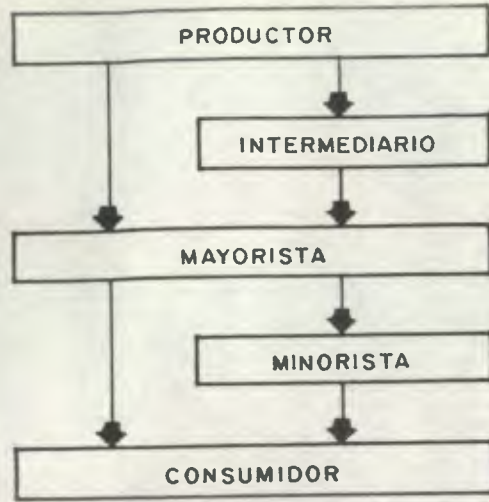 PRODUCTOR
INTERMEDIARIO
MAYORISTA
MINORISTA
CONSUMIDOR